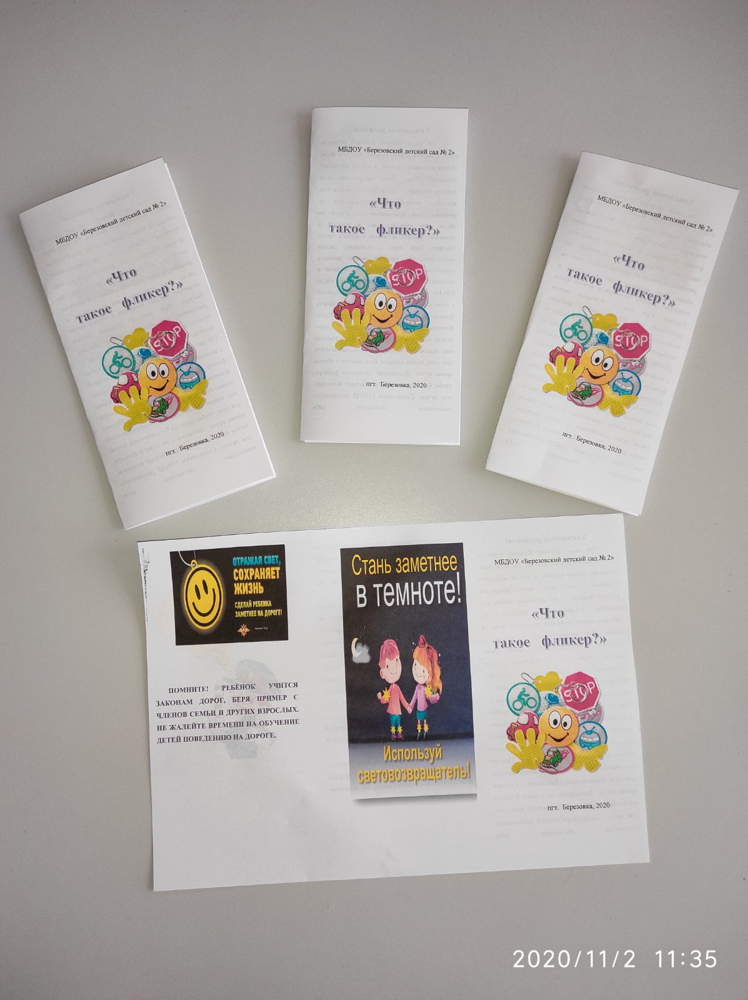 МБДОУ «Березовский детский сад № 2»
«Что
такое фликер?»
STOP
пгт. Березовка, 2020
МБДОУ «Березовский детский сад № 2»
«Что
такое фликер?»
STOP
пгт. Березовка, 2020
МБДОУ «Березовский детский сад № 2»
«Что
такое фликер?»
STOP
пгт. Березовка, 2020
ОТРАЖАЯ СВЕТ,
СОХРАНЯЕТ
ЖИЗНЬ
СДЕЛАЙ РЕБЕНКА
ЗАМЕТНЕЕ НА ДОРОГЕ!
ПОМНИТЕ! РЕБЁНОК УЧИТСЯ
ЗАКОНАМ ДОРОГ, БЕРЯ ПРИМЕР С
ЧЛЕНОВ СЕМЬИ И ДРУГИХ ВЗРОСЛЫХ.
НЕ ЖАЛЕЙТЕ ВРЕМЕНИ НА ОБУЧЕНИЕ
ДЕТЕЙ ПОВЕДЕНИЮ НА ДОРОГЕ.
Стань заметнее
в темноте!
Используй
световозвращатель!
МБДОУ «Березовский детский сад № 2»
«Что
такое фликер?»
STOP
пгт. Березовка, 2020
2020/11/2 11:35